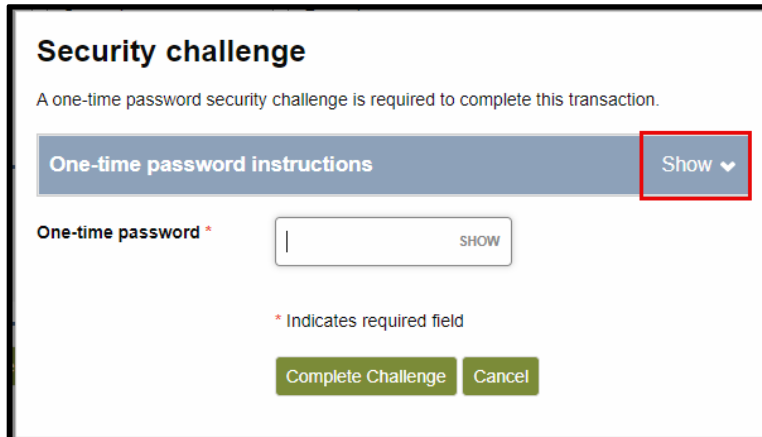 Security challenge
A one-time password security challenge is required to complete this transaction.
One-time password instructions Show
One-time password * SHOW
* Indicates required field
Complete Challenge Cancel